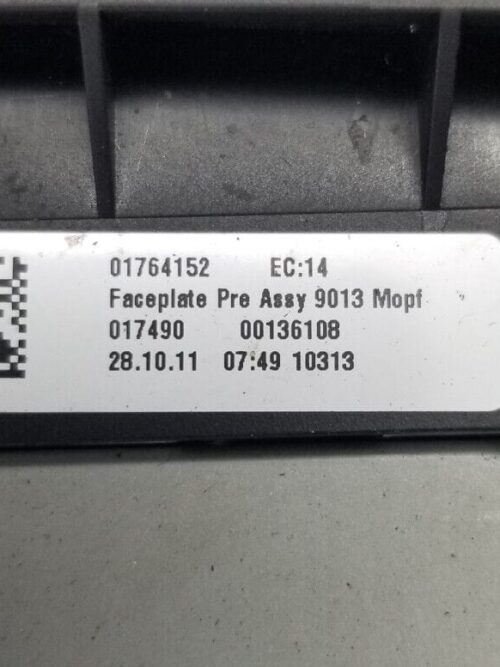 01764152 EC:14
Faceplate Pre Assy 9013 Mopf
017490 00136108
28.10.11 07:49 10313